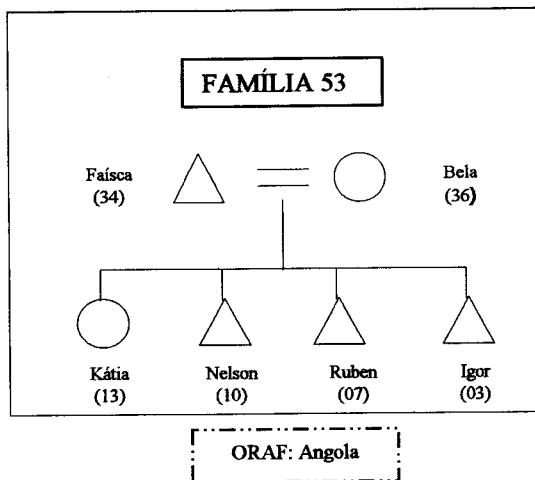 FAMÍLIA 53
Faísca
(34)
Bela
(36)
Kátia
(13)
Nelson
(10)
Ruben
(07)
Igor
(03)
ORAF: Angola